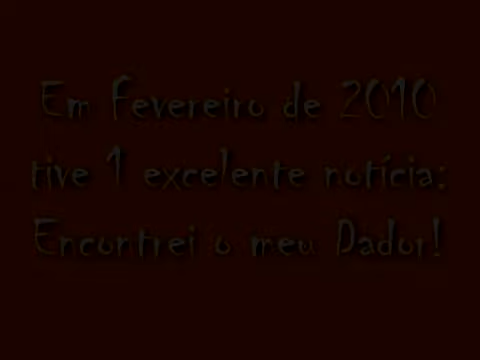 Em Fevereiro de 2010
tive 1 excelente notícia:
Encontrei o meu Dador!